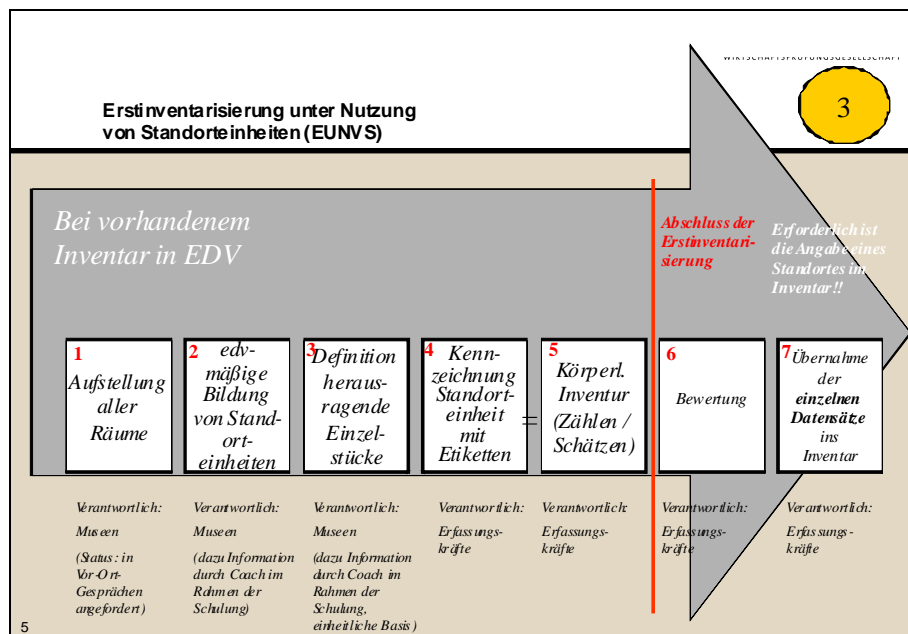 WIRTSCHAFTSPRÜFUNGSGESELLSCHAFT
3
Erstinventarisierung unter Nutzung
von Standorteinheiten (EUNVS)
Bei vorhandenem
Inventar in EDV
Abschluss der
Erstinventari-
sierung
Erforderlich ist
die Angabe eines
Standortes im
Inventar!!
1
Aufstellung
aller
Räume
2
edv-
mäßige
Bildung
von Stand-
ort-
einheiten
3
Definition
heraus-
ragende
Einzel-
stücke
4
Kenn-
zeichnung
Standort-
einheit
mit
Etiketten
=
5
Körperl.
Inventur
(Zählen /
Schätzen)
6
Bewertung
7
Übernahme
der
einzelnen
Datensätze
ins
Inventar
Verantwortlich:
Museen
(Status: in
Vor-Ort-
Gesprächen
angefordert)
Verantwortlich:
Museen
(dazu Information
durch Coach im
Rahmen der
Schulung)
Verantwortlich:
Museen
(dazu Information
durch Coach im
Rahmen der
Schulung,
einheitliche Basis)
Verantwortlich:
Erfassungs-
kräfte
Verantwortlich:
Erfassungs-
kräfte
Verantwortlich:
Erfassungs-
kräfte
Verantwortlich:
Erfassungs-
kräfte
5